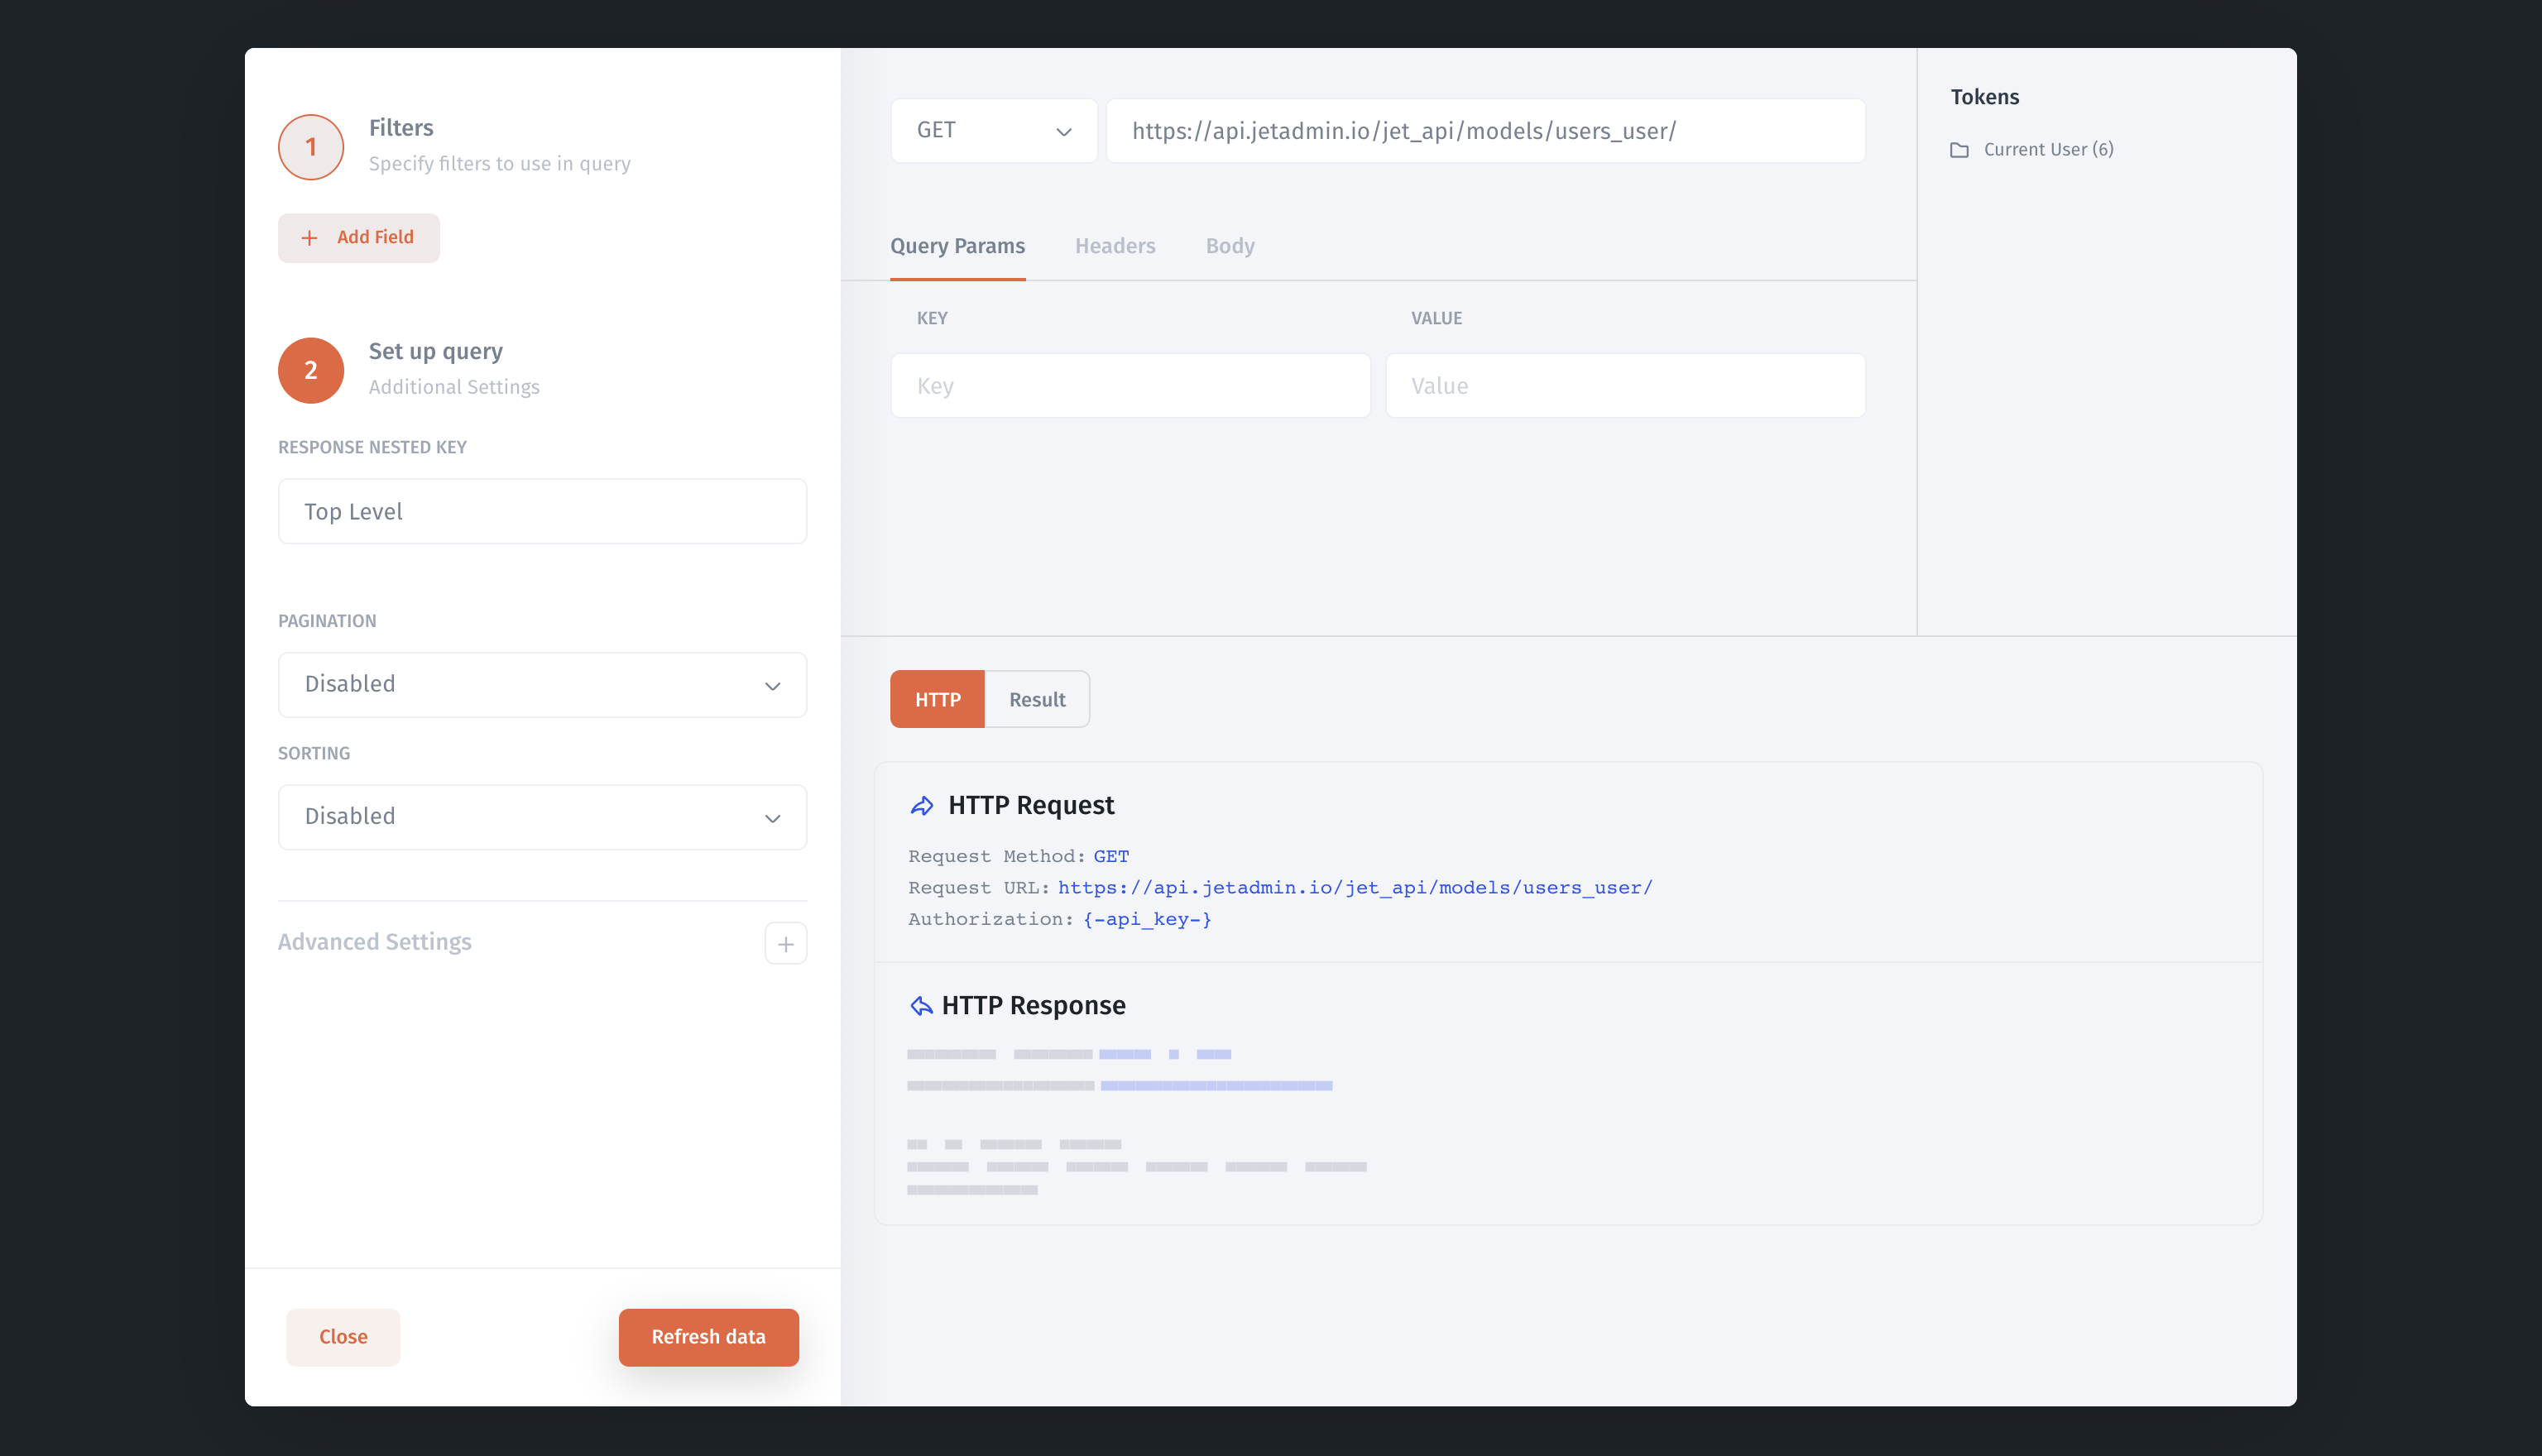 1
Filters
Specify filters to use in query
+ Add Field
2
Set up query
Additional Settings
RESPONSE NESTED KEY
Top Level
PAGINATION
Disabled
SORTING
Disabled
Advanced Settings
Close
Refresh data
GET
https://api.jetadmin.io/jet_api/models/users_user/
Query Params Headers Body
KEY VALUE
Key Value
Tokens
Current User (6)
HTTP Result
HTTP Request
Request Method: GET
Request URL: https://api.jetadmin.io/jet_api/models/users_user/
Authorization: {-api_key-}
HTTP Response